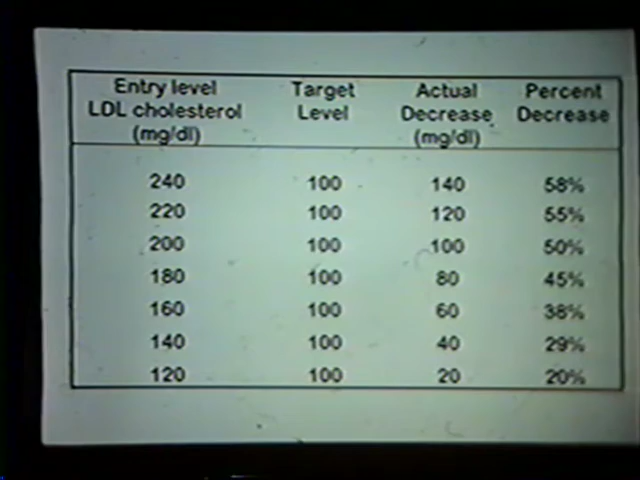 Entry level Target Actual Percent
LDL cholesterol Level Decrease Decrease
(mg/dl) (mg/dl)
240 100 140 58%
220 100 120 55%
200 100 100 50%
180 100 80 45%
160 100 60 38%
140 100 40 29%
120 100 20 20%